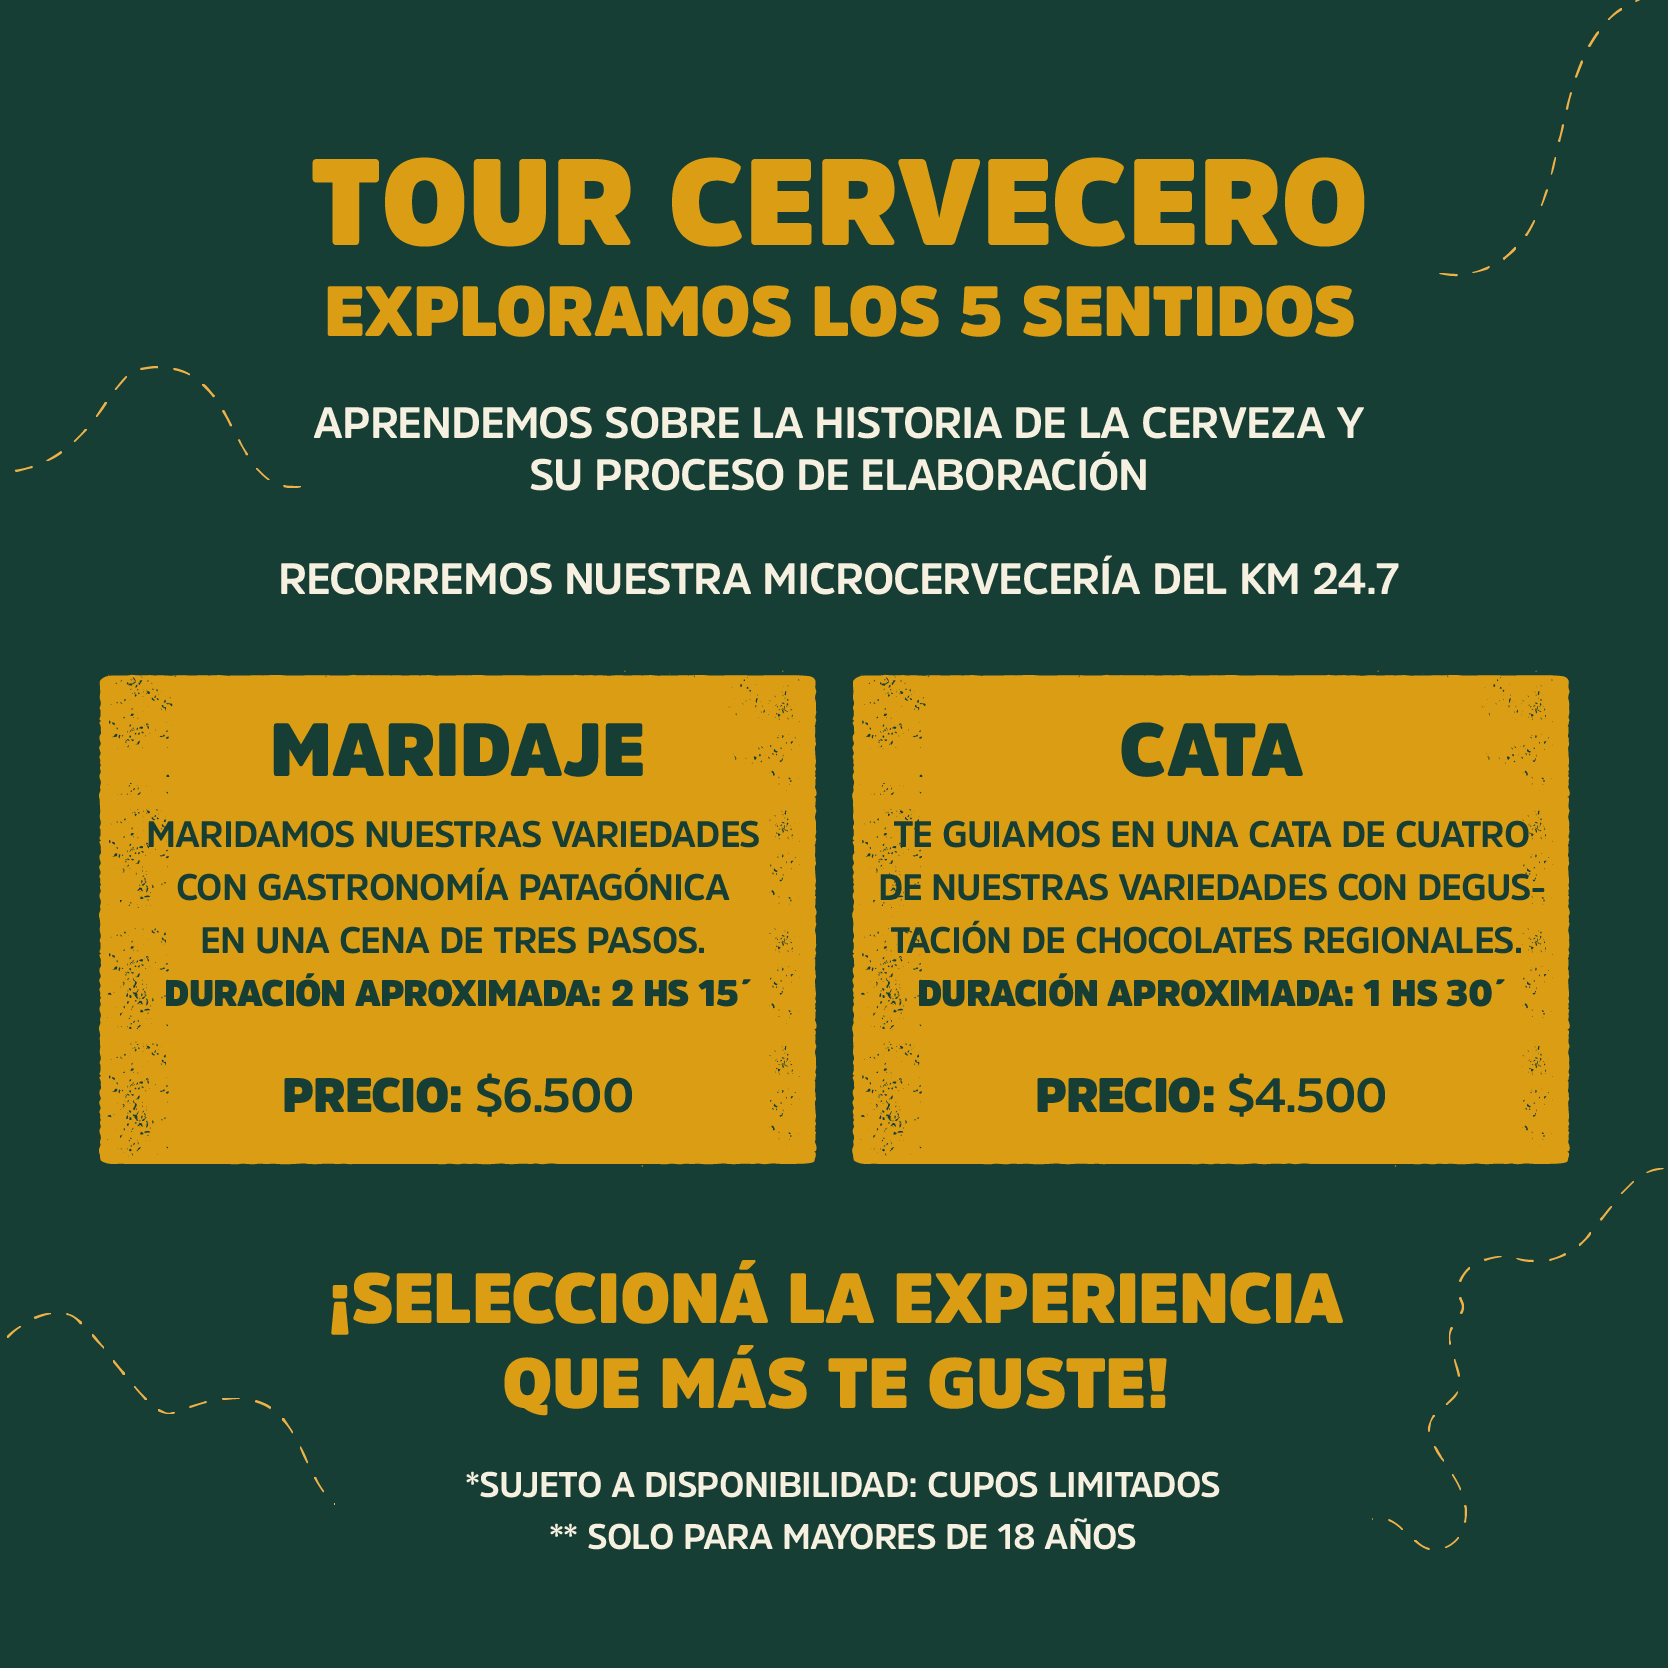 TOUR CERVECERO
EXPLORAMOS LOS 5 SENTIDOS
APRENDEMOS SOBRE LA HISTORIA DE LA CERVEZA Y
SU PROCESO DE ELABORACIÓN
RECORREMOS NUESTRA MICROCERVECERÍA DEL KM 24.7
MARIDAJE
MARIDAMOS NUESTRAS VARIEDADES
CON GASTRONOMÍA PATAGÓNICA
EN UNA CENA DE TRES PASOS.
DURACIÓN APROXIMADA: 2 HS 15´
PRECIO: $6.500
CATA
TE GUIAMOS EN UNA CATA DE CUATRO
DE NUESTRAS VARIEDADES CON DEGUS-
TACIÓN DE CHOCOLATES REGIONALES.
DURACIÓN APROXIMADA: 1 HS 30´
PRECIO: $4.500
¡SELECCIONÁ LA EXPERIENCIA
QUE MÁS TE GUSTE!
*SUJETO A DISPONIBILIDAD: CUPOS LIMITADOS
** SOLO PARA MAYORES DE 18 AÑOS